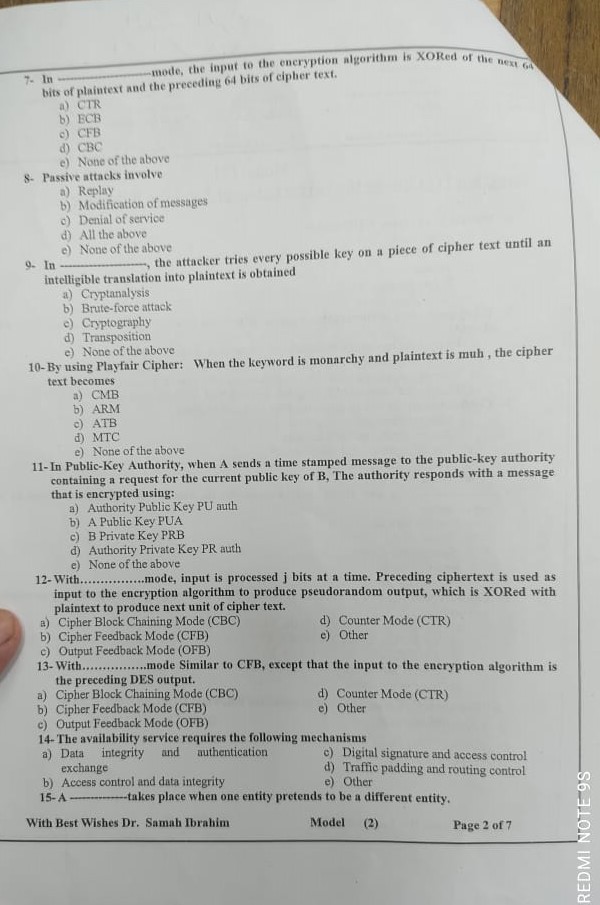 7- In --------------------mode, the input to the encryption algorithm is XORed of the next 64
bits of plaintext and the preceding 64 bits of cipher text.
a) CTR
b) ECB
c) CFB
d) CBC
e) None of the above
8- Passive attacks involve
a) Replay
b) Modification of messages
c) Denial of service
d) All the above
e) None of the above
9- In -------------------, the attacker tries every possible key on a piece of cipher text until an
intelligible translation into plaintext is obtained
a) Cryptanalysis
b) Brute-force attack
c) Cryptography
d) Transposition
e) None of the above
10- By using Playfair Cipher: When the keyword is monarchy and plaintext is muh , the cipher
text becomes
a) CMB
b) ARM
c) ATB
d) MTC
e) None of the above
11- In Public-Key Authority, when A sends a time stamped message to the public-key authority
containing a request for the current public key of B, The authority responds with a message
that is encrypted using:
a) Authority Public Key PU auth
b) A Public Key PUA
c) B Private Key PRB
d) Authority Private Key PR auth
e) None of the above
12- With................mode, input is processed j bits at a time. Preceding ciphertext is used as
input to the encryption algorithm to produce pseudorandom output, which is XORed with
plaintext to produce next unit of cipher text.
a) Cipher Block Chaining Mode (CBC) d) Counter Mode (CTR)
b) Cipher Feedback Mode (CFB) e) Other
c) Output Feedback Mode (OFB)
13- With................mode Similar to CFB, except that the input to the encryption algorithm is
the preceding DES output.
a) Cipher Block Chaining Mode (CBC) d) Counter Mode (CTR)
b) Cipher Feedback Mode (CFB) e) Other
c) Output Feedback Mode (OFB)
14- The availability service requires the following mechanisms
a) Data integrity and authentication c) Digital signature and access control
exchange d) Traffic padding and routing control
b) Access control and data integrity e) Other
15- A -------------takes place when one entity pretends to be a different entity.
With Best Wishes Dr. Samah Ibrahim Model (2) Page 2 of 7
REDMI NOTE 9S